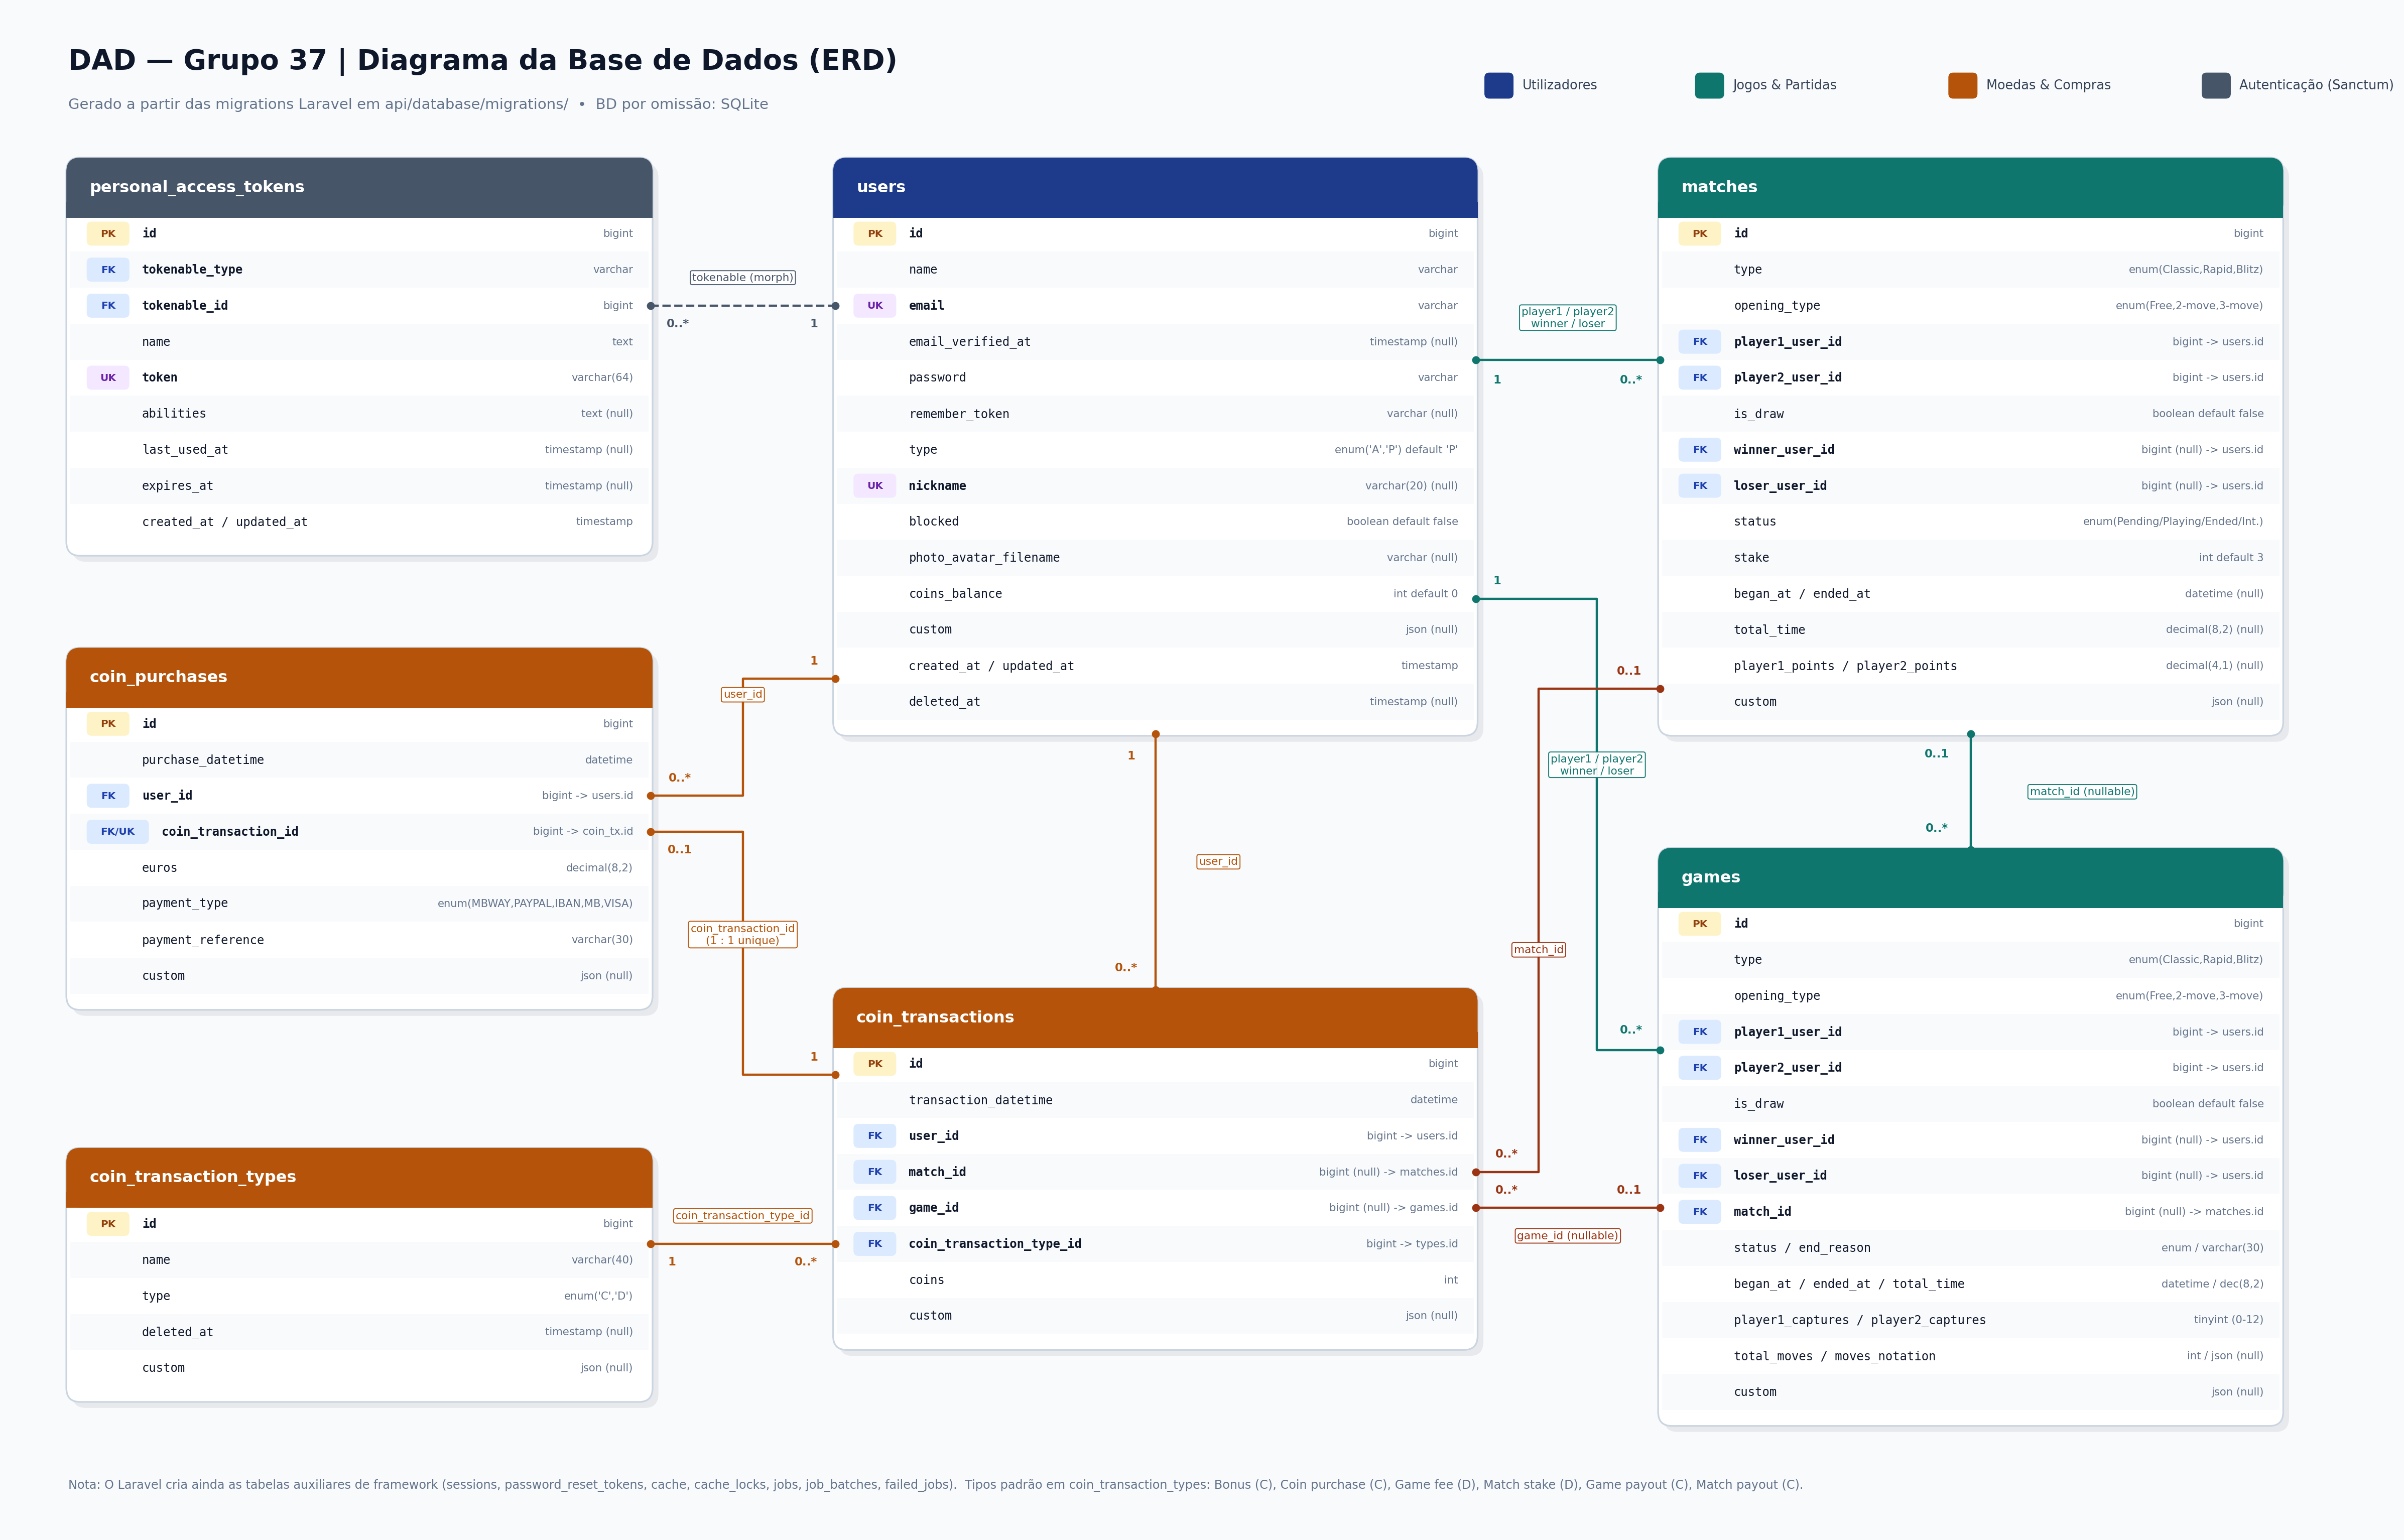 DAD — Grupo 37 | Diagrama da Base de Dados (ERD)
Gerado a partir das migrations Laravel em api/database/migrations/ • BD por omissão: SQLite
Utilizadores
Jogos & Partidas
Moedas & Compras
Autenticação (Sanctum)
personal_access_tokens
PK id bigint
FK tokenable_type varchar
FK tokenable_id bigint
name text
UK token varchar(64)
abilities text (null)
last_used_at timestamp (null)
expires_at timestamp (null)
created_at / updated_at timestamp
tokenable (morph)
0..* 1
users
PK id bigint
name varchar
UK email varchar
email_verified_at timestamp (null)
password varchar
remember_token varchar (null)
type enum('A','P') default 'P'
UK nickname varchar(20) (null)
blocked boolean default false
photo_avatar_filename varchar (null)
coins_balance int default 0
custom json (null)
created_at / updated_at timestamp
deleted_at timestamp (null)
player1 / player2
winner / loser
1 0..*
matches
PK id bigint
type enum(Classic,Rapid,Blitz)
opening_type enum(Free,2-move,3-move)
FK player1_user_id bigint -> users.id
FK player2_user_id bigint -> users.id
is_draw boolean default false
FK winner_user_id bigint (null) -> users.id
FK loser_user_id bigint (null) -> users.id
status enum(Pending/Playing/Ended/Int.)
stake int default 3
began_at / ended_at datetime (null)
total_time decimal(8,2) (null)
player1_points / player2_points decimal(4,1) (null)
custom json (null)
coin_purchases
PK id bigint
purchase_datetime datetime
FK user_id bigint -> users.id
FK/UK coin_transaction_id bigint -> coin_tx.id
euros decimal(8,2)
payment_type enum(MBWAY,PAYPAL,IBAN,MB,VISA)
payment_reference varchar(30)
custom json (null)
1
user_id
0..*
0..1
coin_transaction_id
(1 : 1 unique)
1
1
user_id
0..*
1
0..1
player1 / player2
winner / loser
match_id
0..*
0..1
match_id (nullable)
0..*
coin_transactions
PK id bigint
transaction_datetime datetime
FK user_id bigint -> users.id
FK match_id bigint (null) -> matches.id
FK game_id bigint (null) -> games.id
FK coin_transaction_type_id bigint -> types.id
coins int
custom json (null)
0..*
0..* 0..1
game_id (nullable)
games
PK id bigint
type enum(Classic,Rapid,Blitz)
opening_type enum(Free,2-move,3-move)
FK player1_user_id bigint -> users.id
FK player2_user_id bigint -> users.id
is_draw boolean default false
FK winner_user_id bigint (null) -> users.id
FK loser_user_id bigint (null) -> users.id
FK match_id bigint (null) -> matches.id
status / end_reason enum / varchar(30)
began_at / ended_at / total_time datetime / dec(8,2)
player1_captures / player2_captures tinyint (0-12)
total_moves / moves_notation int / json (null)
custom json (null)
coin_transaction_types
PK id bigint
name varchar(40)
type enum('C','D')
deleted_at timestamp (null)
custom json (null)
coin_transaction_type_id
1 0..*
Nota: O Laravel cria ainda as tabelas auxiliares de framework (sessions, password_reset_tokens, cache, cache_locks, jobs, job_batches, failed_jobs). Tipos padrão em coin_transaction_types: Bonus (C), Coin purchase (C), Game fee (D), Match stake (D), Game payout (C), Match payout (C).